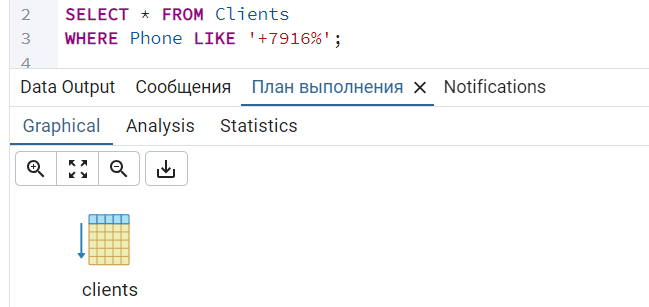 2 SELECT * FROM Clients
3 WHERE Phone LIKE '+7916%';
4
Data Output Сообщения План выполнения Notifications
Graphical Analysis Statistics
clients